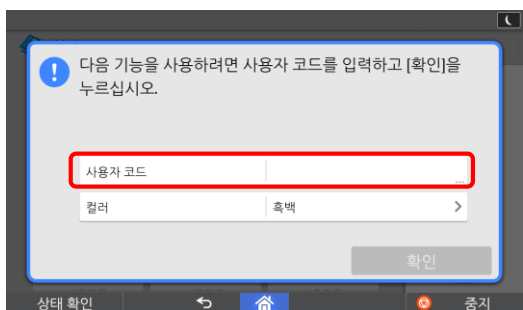 다음 기능을 사용하려면 사용자 코드를 입력하고 [확인]을
누르십시오.
사용자 코드
...
컬러 흑백
확인
상태 확인 중지